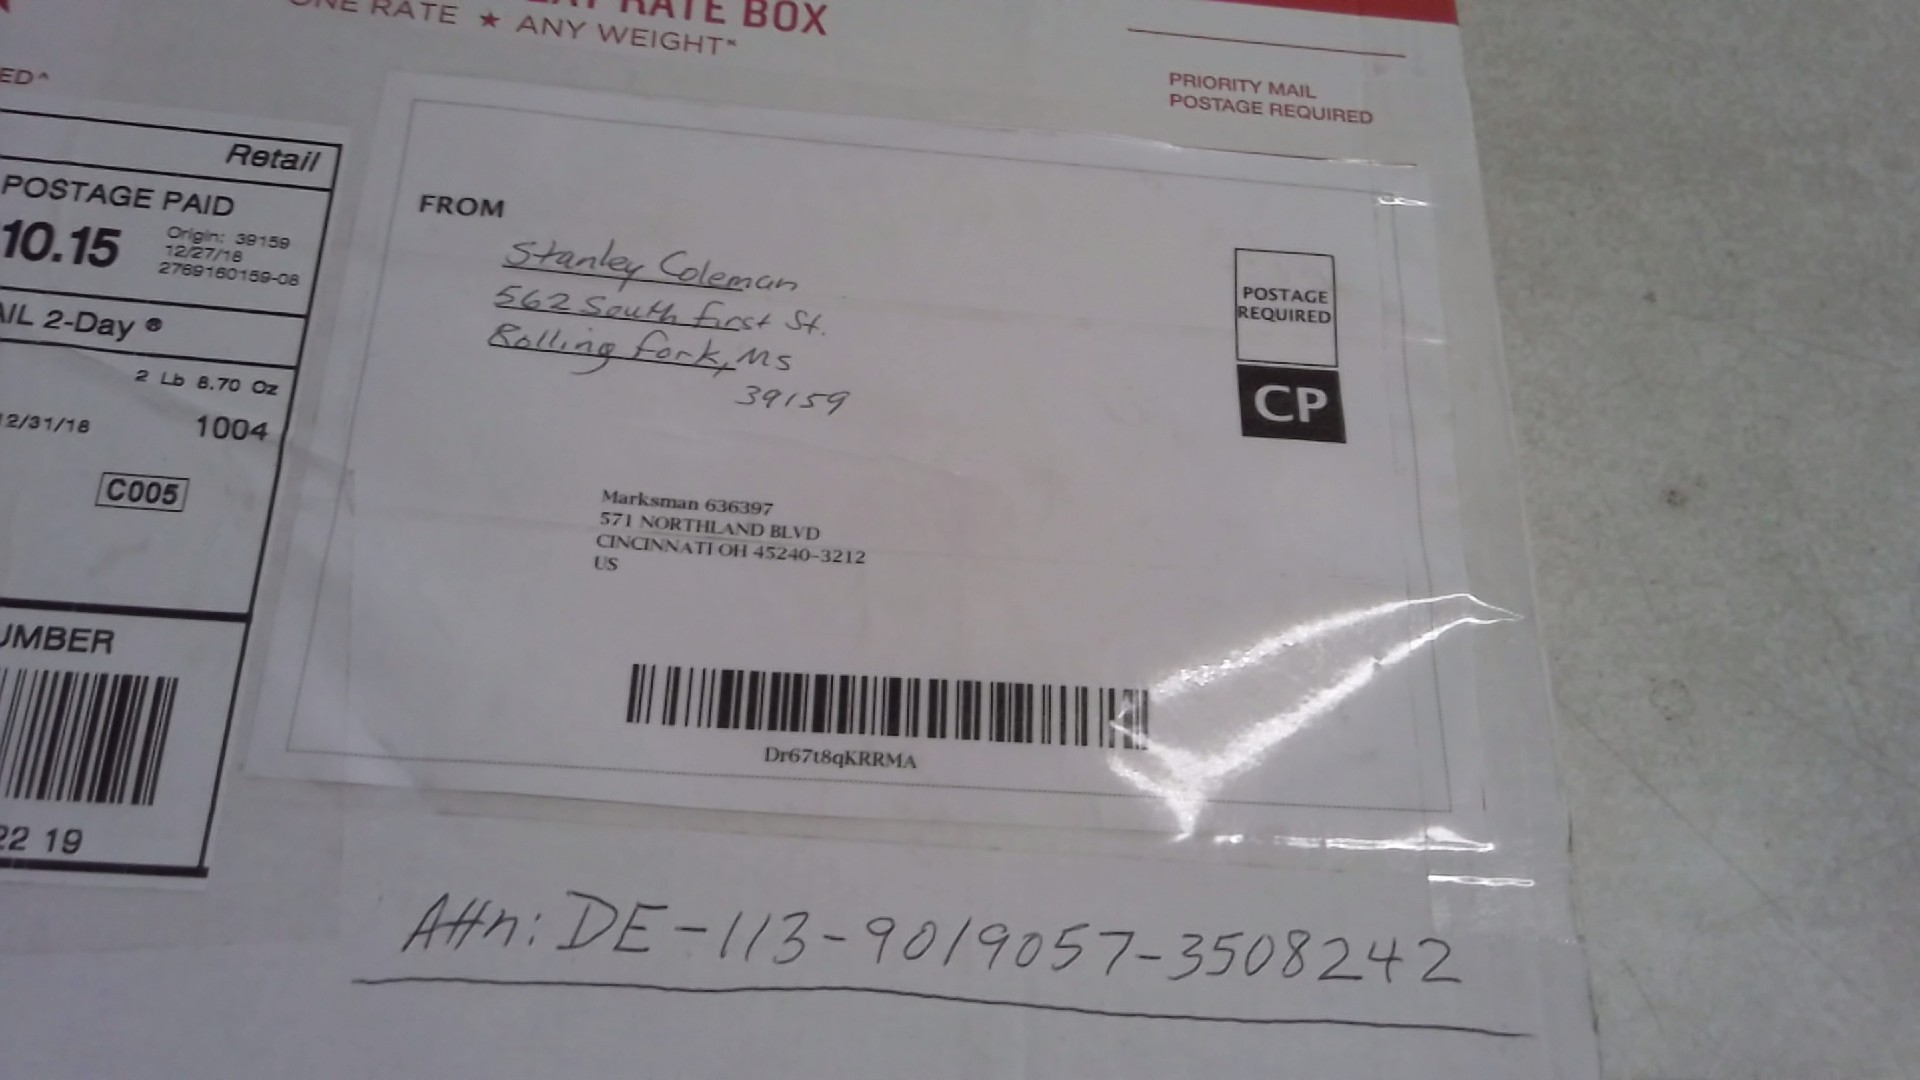 RATE BOX
ONE RATE ★ ANY WEIGHT
ED^
PRIORITY MAIL
POSTAGE REQUIRED
Retail
POSTAGE PAID
10.15
Origin: 39159
12/27/18
2769160159-08
AIL 2-Day ®
2 Lb 8.70 Oz
12/31/18
1004
C005
UMBER
22 19
FROM
Stanley Coleman
562 South first St.
Rolling fork, MS
39159
POSTAGE
REQUIRED
CP
Marksman 636397
571 NORTHLAND BLVD
CINCINNATI OH 45240-3212
US
Dr67t8qKRRMA
Attn: DE-113-9019057-3508242